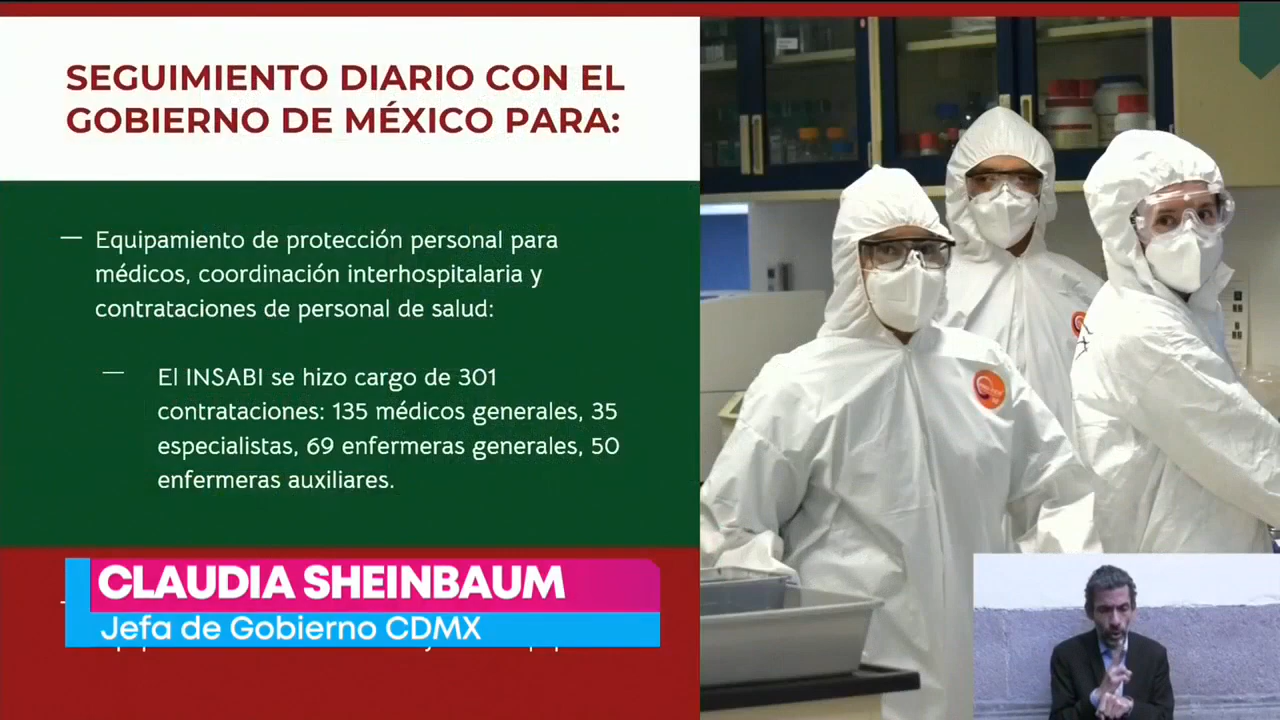 SEGUIMIENTO DIARIO CON EL
GOBIERNO DE MÉXICO PARA:
— Equipamiento de protección personal para
médicos, coordinación interhospitalaria y
contrataciones de personal de salud:
— El INSABI se hizo cargo de 301
contrataciones: 135 médicos generales, 35
especialistas, 69 enfermeras generales, 50
enfermeras auxiliares.
CLAUDIA SHEINBAUM
Jefa de Gobierno CDMX